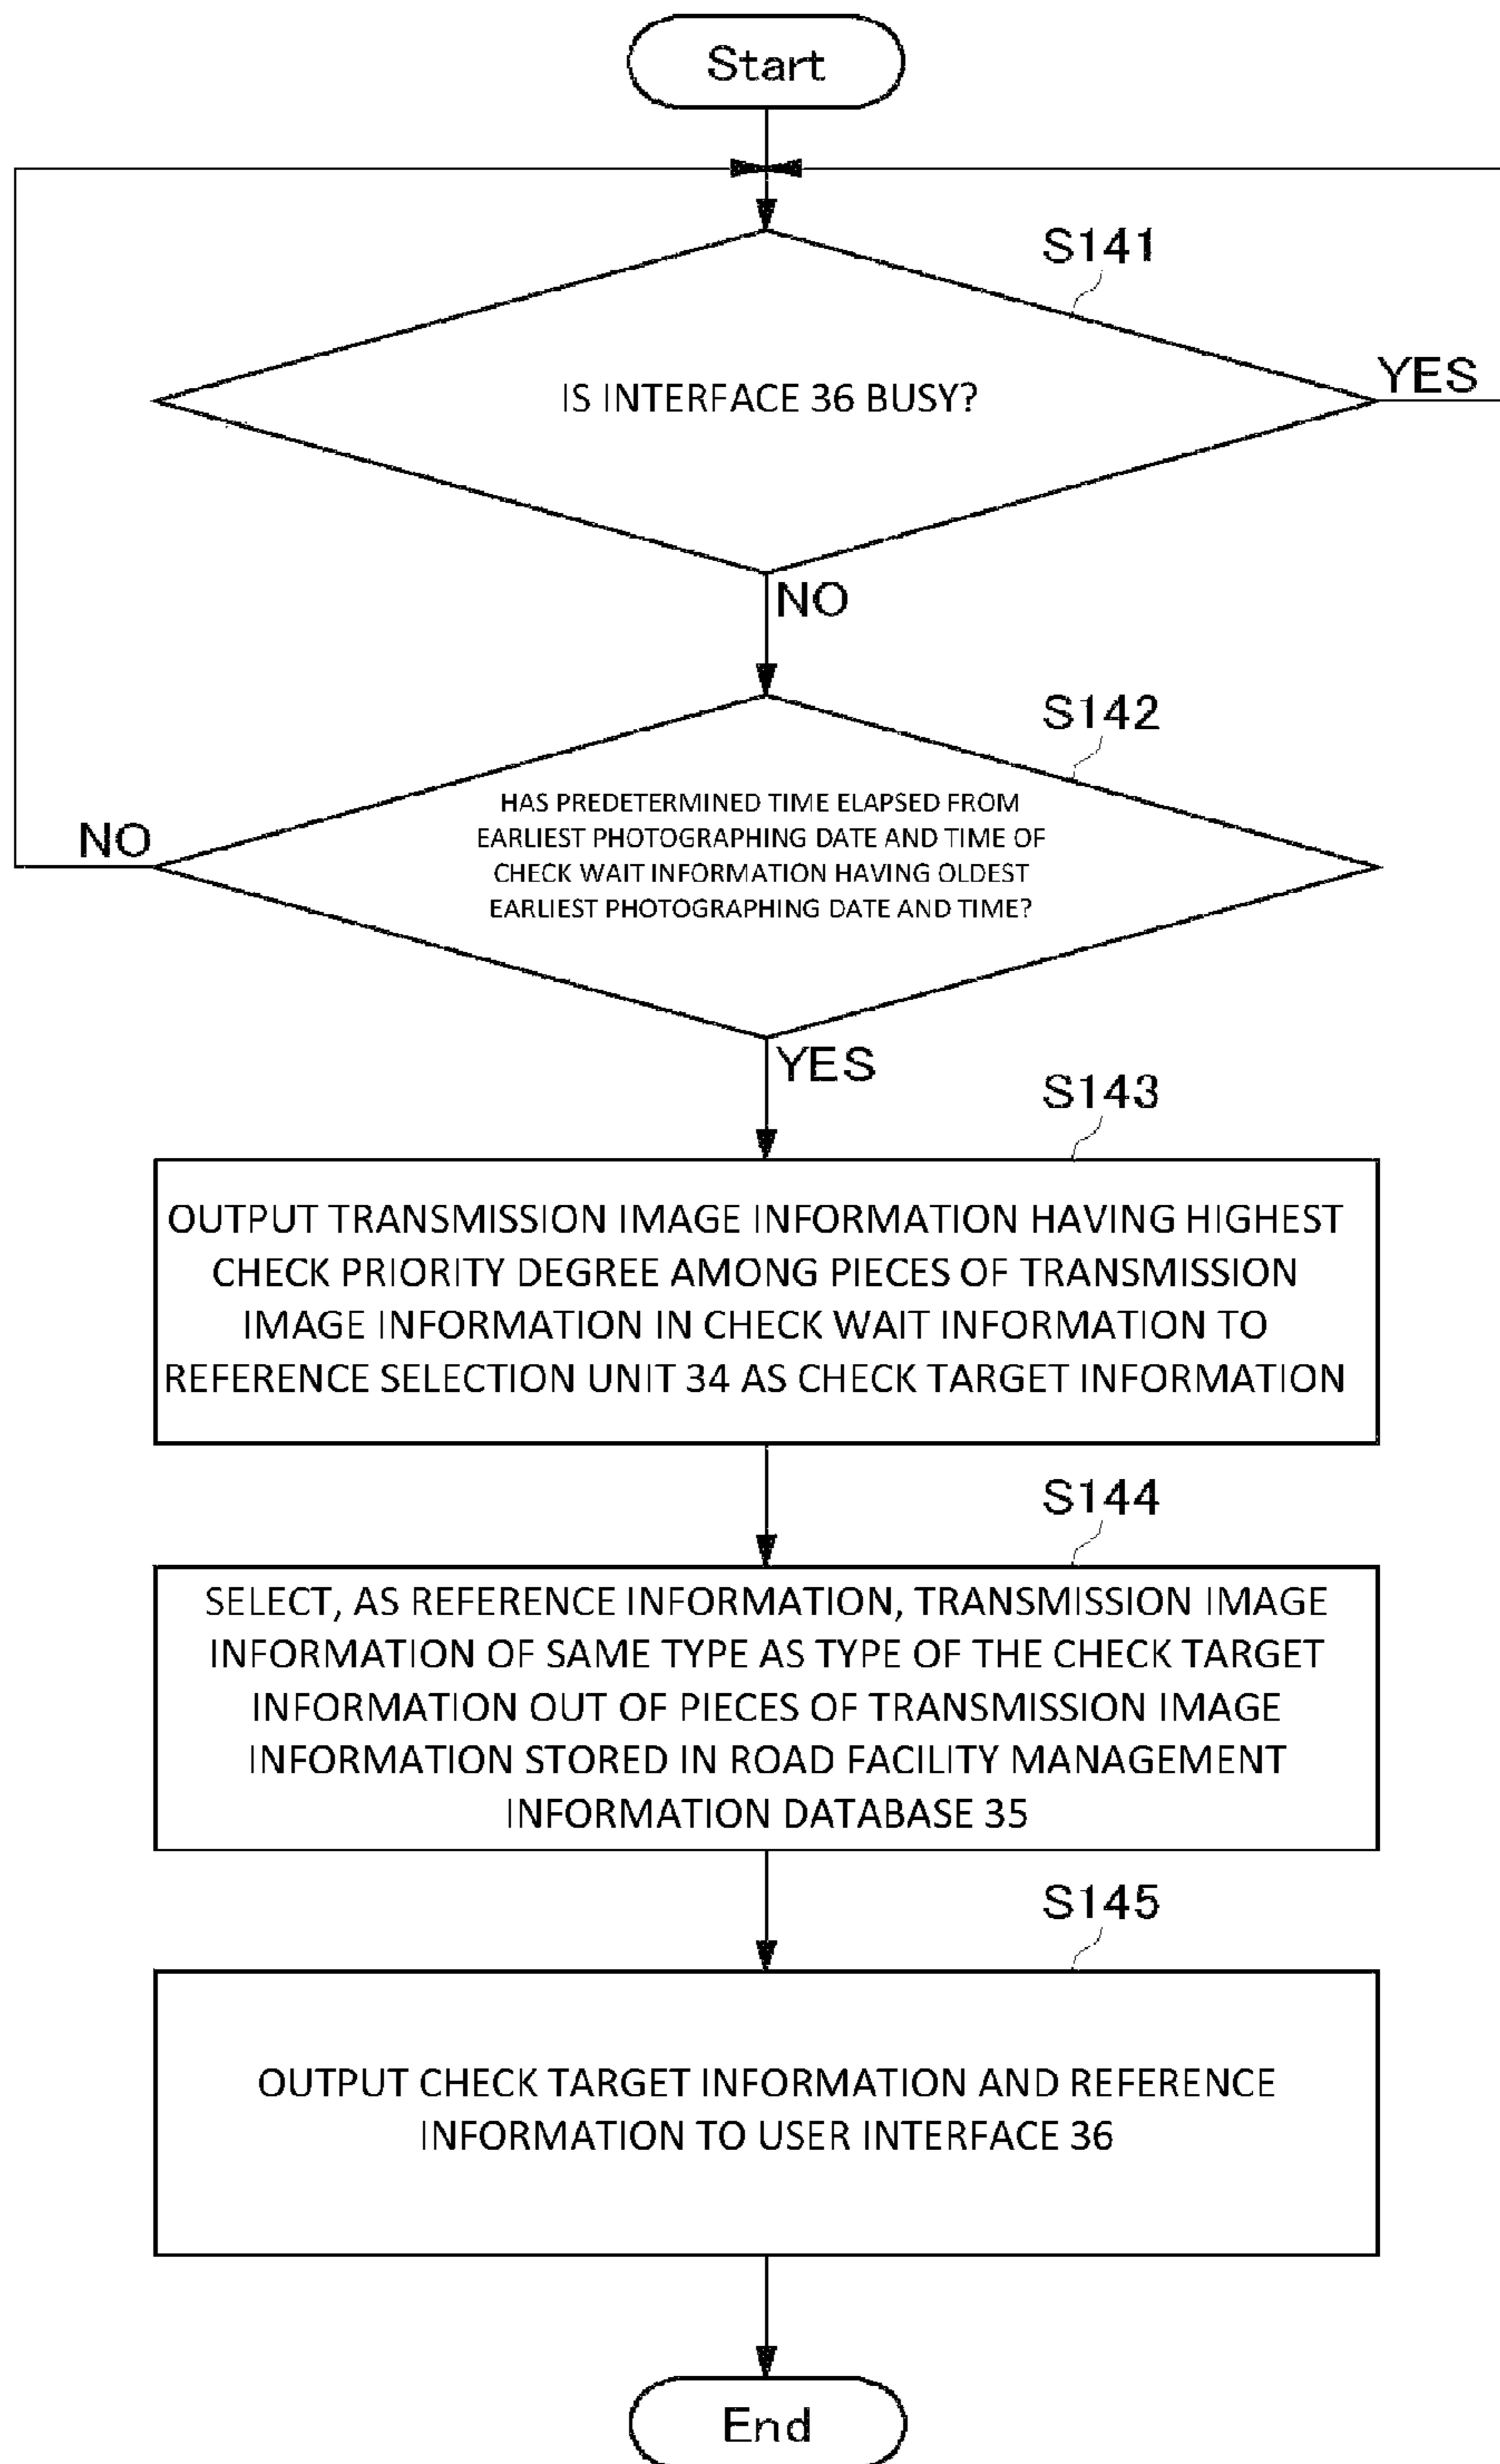 Start
S141
IS INTERFACE 36 BUSY?
YES
NO
S142
HAS PREDETERMINED TIME ELAPSED FROM
EARLIEST PHOTOGRAPHING DATE AND TIME OF
CHECK WAIT INFORMATION HAVING OLDEST
EARLIEST PHOTOGRAPHING DATE AND TIME?
NO
YES
S143
OUTPUT TRANSMISSION IMAGE INFORMATION HAVING HIGHEST
CHECK PRIORITY DEGREE AMONG PIECES OF TRANSMISSION
IMAGE INFORMATION IN CHECK WAIT INFORMATION TO
REFERENCE SELECTION UNIT 34 AS CHECK TARGET INFORMATION
S144
SELECT, AS REFERENCE INFORMATION, TRANSMISSION IMAGE
INFORMATION OF SAME TYPE AS TYPE OF THE CHECK TARGET
INFORMATION OUT OF PIECES OF TRANSMISSION IMAGE
INFORMATION STORED IN ROAD FACILITY MANAGEMENT
INFORMATION DATABASE 35
S145
OUTPUT CHECK TARGET INFORMATION AND REFERENCE
INFORMATION TO USER INTERFACE 36
End